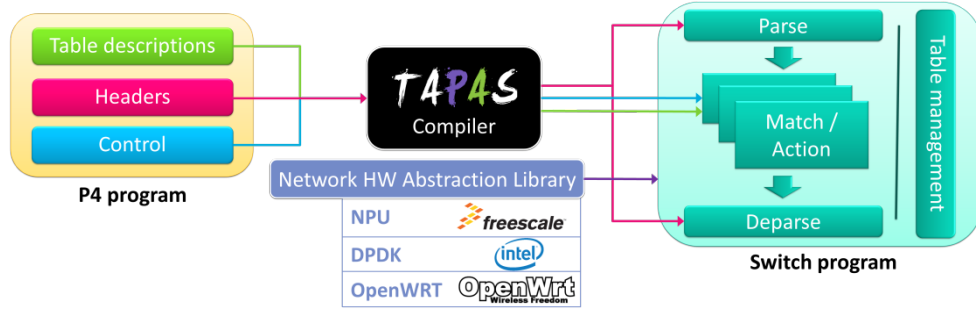 Table descriptions
Headers
Control
P4 program
TAPAS
Compiler
Network HW Abstraction Library
NPU
freescale
DPDK
intel
OpenWRT
OpenWrt
Wireless Freedom
Parse
Match /
Action
Deparse
Table management
Switch program